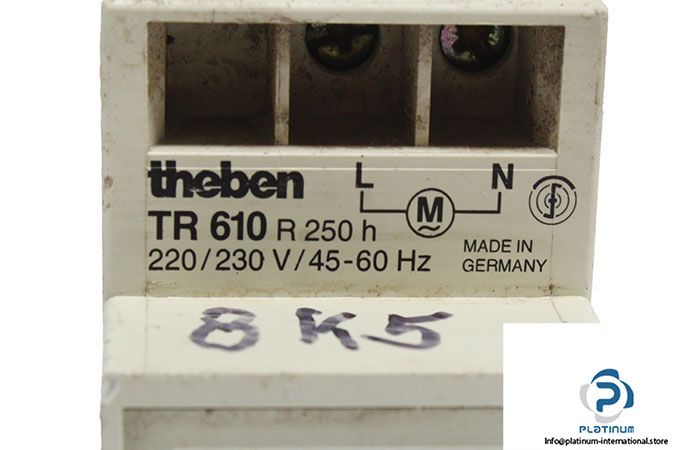 theben
L N
M
TR 610 R 250 h
220/230 V/45-60 Hz
MADE IN
GERMANY
8K5
PLATINUM
Info@platinum-international.store